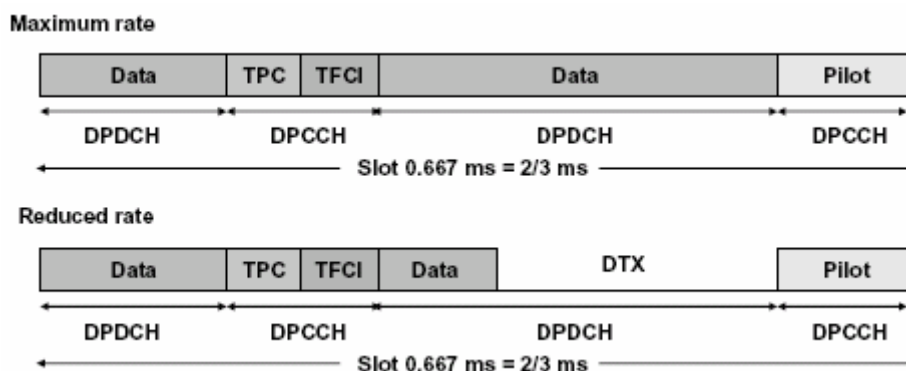 Maximum rate
Data TPC TFCI Data Pilot
DPDCH DPCCH DPDCH DPCCH
Slot 0.667 ms = 2/3 ms
Reduced rate
Data TPC TFCI Data DTX Pilot
DPDCH DPCCH DPDCH DPCCH
Slot 0.667 ms = 2/3 ms